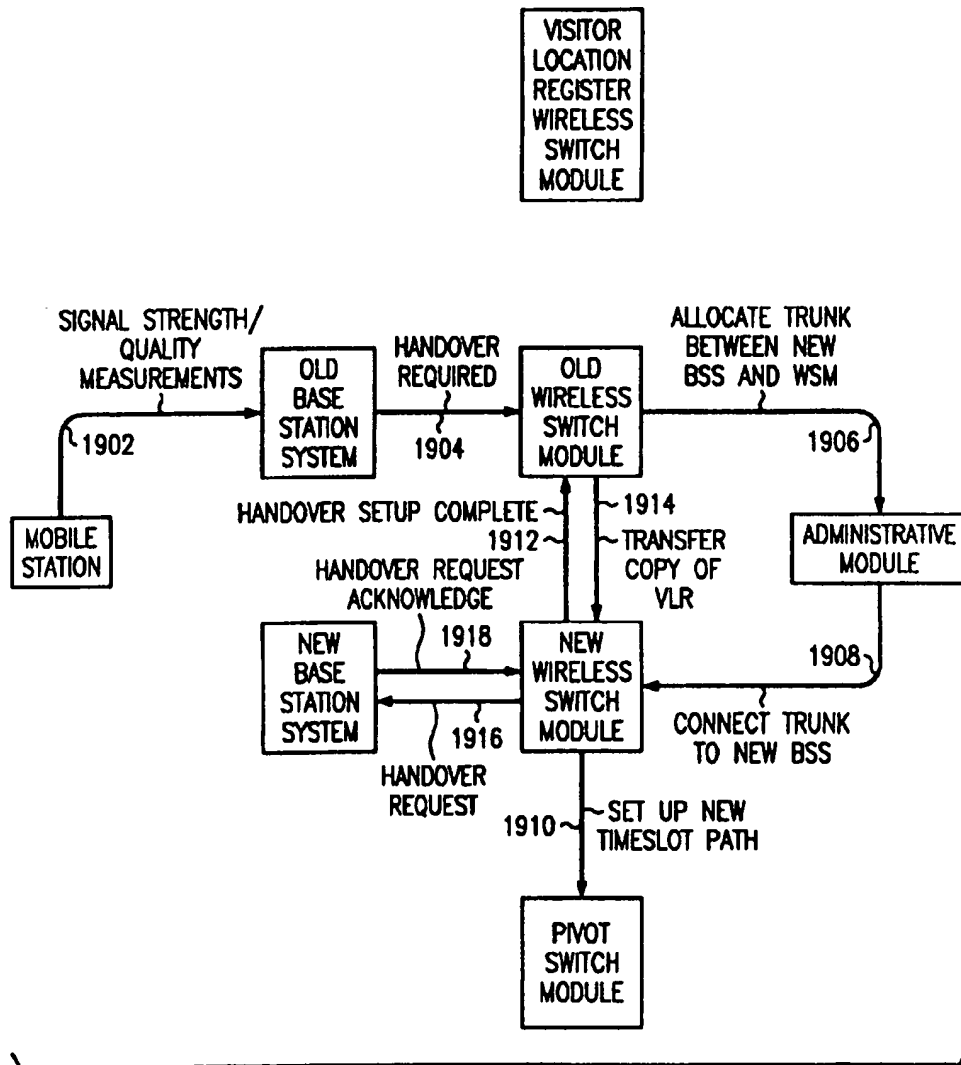 VISITOR
LOCATION
REGISTER
WIRELESS
SWITCH
MODULE
SIGNAL STRENGTH/
QUALITY
MEASUREMENTS
1902
OLD
BASE
STATION
SYSTEM
HANDOVER
REQUIRED
1904
OLD
WIRELESS
SWITCH
MODULE
ALLOCATE TRUNK
BETWEEN NEW
BSS AND WSM
1906
MOBILE
STATION
HANDOVER SETUP COMPLETE
1912
1914
TRANSFER
COPY OF
VLR
ADMINISTRATIVE
MODULE
HANDOVER REQUEST
ACKNOWLEDGE
1918
NEW
BASE
STATION
SYSTEM
1916
HANDOVER
REQUEST
NEW
WIRELESS
SWITCH
MODULE
1908
CONNECT TRUNK
TO NEW BSS
1910
SET UP NEW
TIMESLOT PATH
PIVOT
SWITCH
MODULE